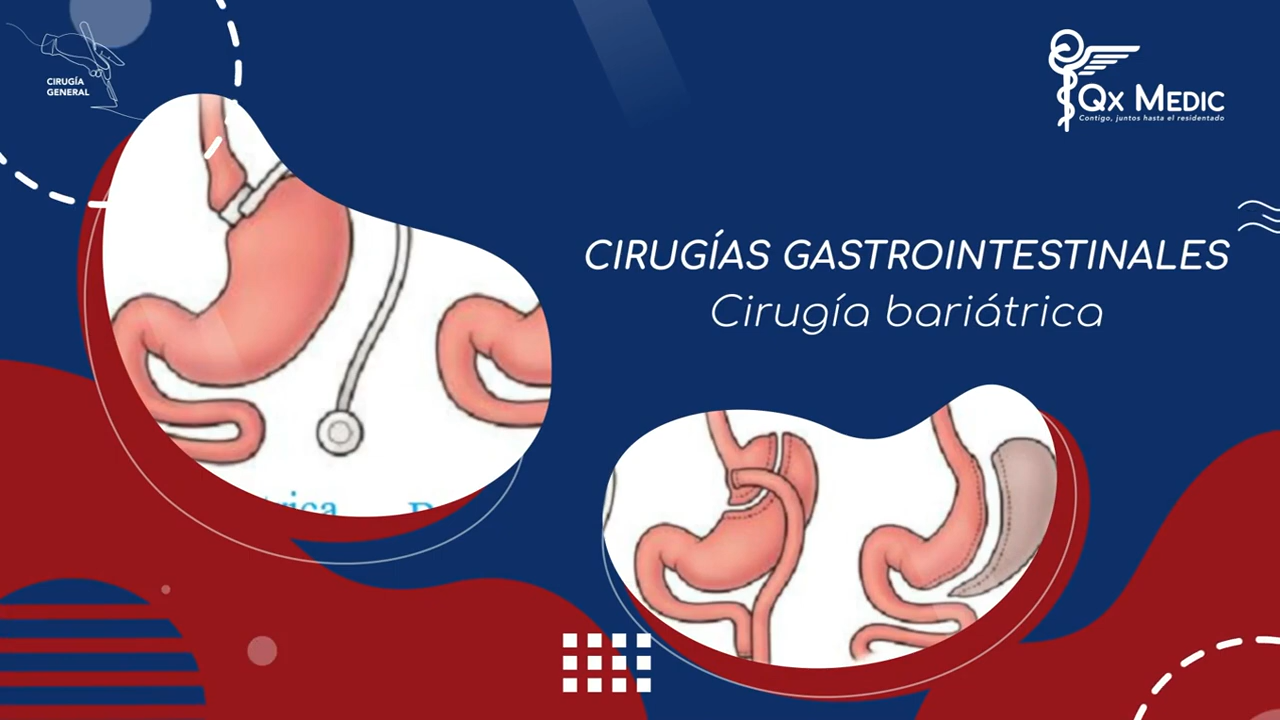 CIRUGÍA
GENERAL
Qx MEDIC
Contigo, juntos hasta el residentado
CIRUGÍAS GASTROINTESTINALES
Cirugía bariátrica